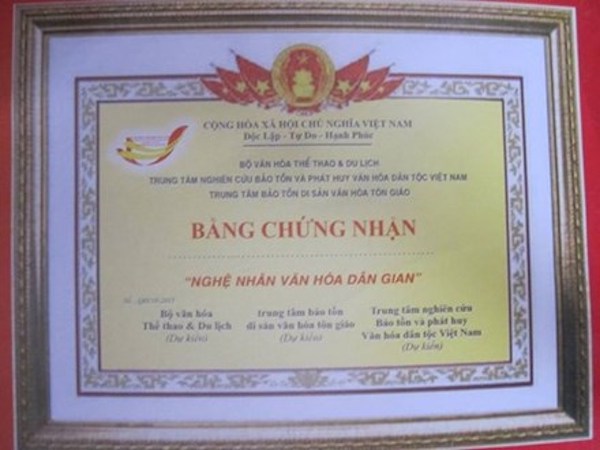 CỘNG HÒA XÃ HỘI CHỦ NGHĨA VIỆT NAM
Độc Lập - Tự Do - Hạnh Phúc
BỘ VĂN HÓA THỂ THAO & DU LỊCH
TRUNG TÂM NGHIÊN CỨU BẢO TỒN VÀ PHÁT HUY VĂN HÓA DÂN TỘC VIỆT NAM
TRUNG TÂM BẢO TỒN DI SẢN VĂN HÓA TÔN GIÁO
BẰNG CHỨNG NHẬN
"NGHỆ NHÂN VĂN HÓA DÂN GIAN"
Bộ văn hóa
Thể thao & Du lịch
(Dự kiến)
trung tâm bảo tồn
di sản văn hóa tôn giáo
(Dự kiến)
Trung tâm nghiên cứu
Bảo tồn và phát huy
Văn hóa dân tộc Việt Nam
(Dự kiến)